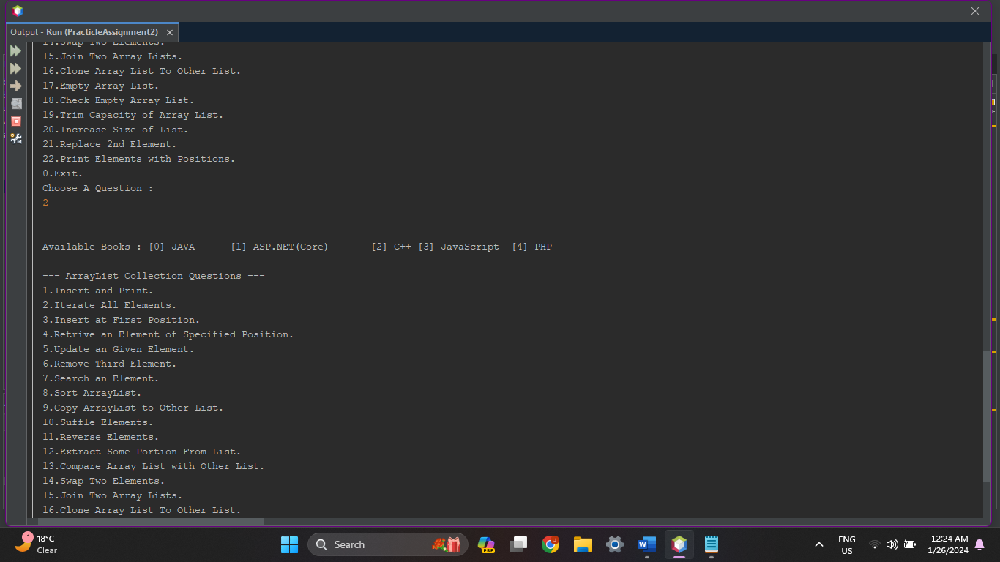 Output - Run (PracticleAssignment2)
14.Swap Two Elements.
15.Join Two Array Lists.
16.Clone Array List To Other List.
17.Empty Array List.
18.Check Empty Array List.
19.Trim Capacity of Array List.
20.Increase Size of List.
21.Replace 2nd Element.
22.Print Elements with Positions.
0.Exit.
Choose A Question :
2
Available Books : [0] JAVA [1] ASP.NET(Core) [2] C++ [3] JavaScript [4] PHP
--- ArrayList Collection Questions ---
1.Insert and Print.
2.Iterate All Elements.
3.Insert at First Position.
4.Retrive an Element of Specified Position.
5.Update an Given Element.
6.Remove Third Element.
7.Search an Element.
8.Sort ArrayList.
9.Copy ArrayList to Other List.
10.Suffle Elements.
11.Reverse Elements.
12.Extract Some Portion From List.
13.Compare Array List with Other List.
14.Swap Two Elements.
15.Join Two Array Lists.
16.Clone Array List To Other List.
1
18°C
Clear
Search
PRE
ENG
US
12:24 AM
1/26/2024